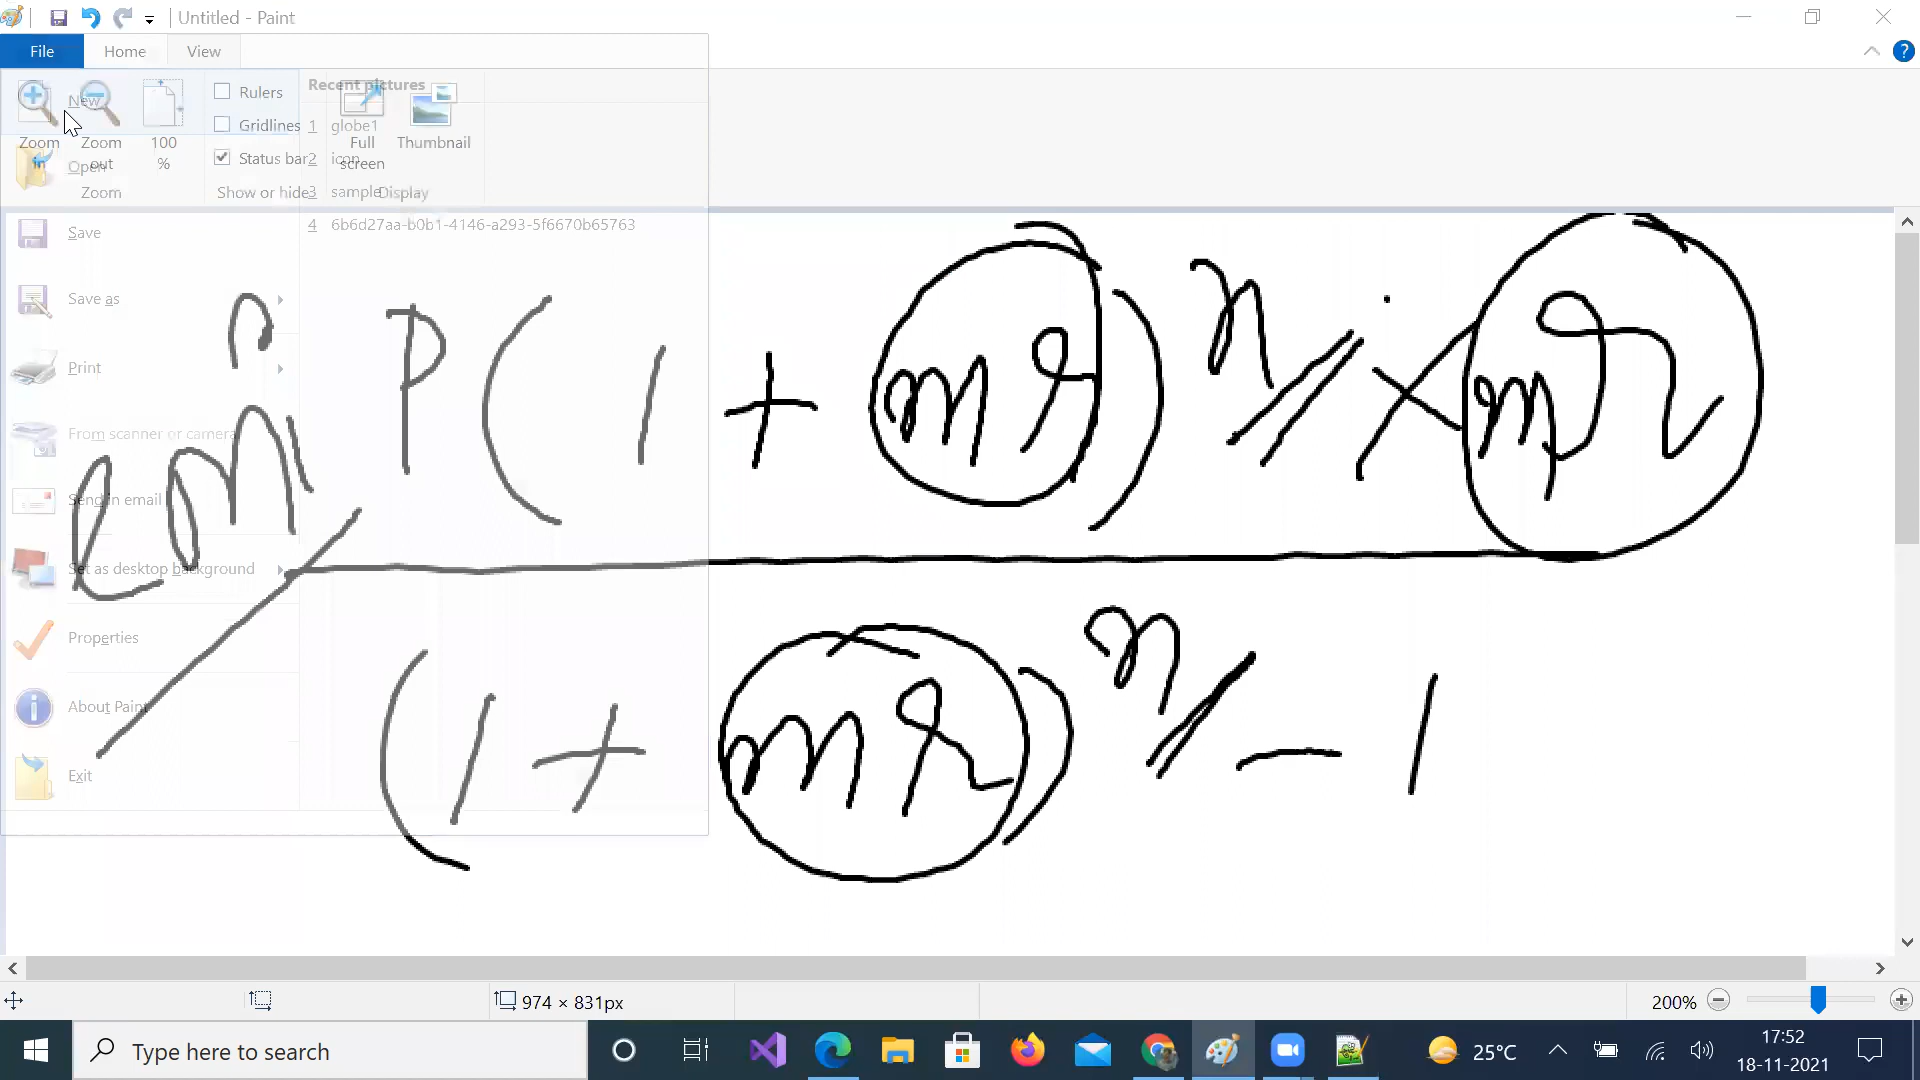 Untitled - Paint
File Home View
Recent pictures
New
Open
Save
Save as
Print
From scanner or camera
Send in email
Set as desktop background
Properties
About Paint
Exit
1 globe1
2 icon
3 sample
4 6b6d27aa-b0b1-4146-a293-5f6670b65763
Zoom in
Zoom out
100 %
Zoom
Rulers
Gridlines
Status bar
Show or hide
Full screen
Thumbnail
Display
emi
P ( 1 + mr ) n × mr
( 1 + mr ) n - 1
974 × 831px
200%
Type here to search
25°C
17:52
18-11-2021